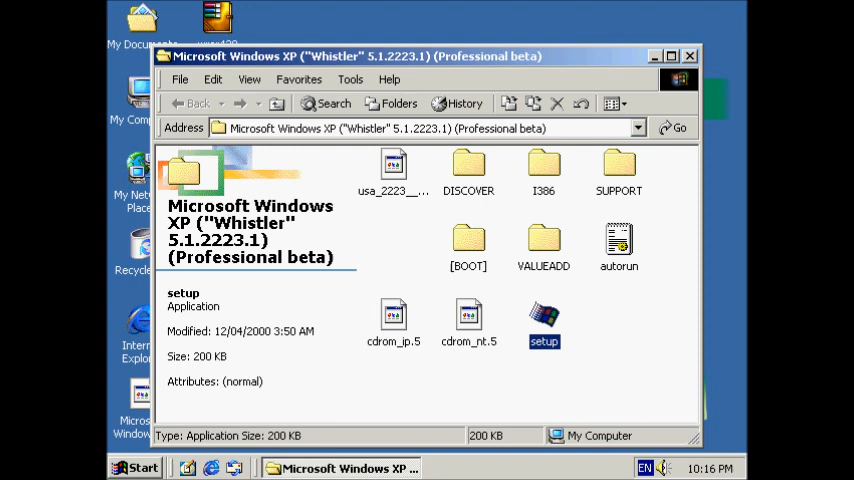 My Docum
Microsoft Windows XP ("Whistler" 5.1.2223.1) (Professional beta)
File Edit View Favorites Tools Help
Back Search Folders History
Address Microsoft Windows XP ("Whistler" 5.1.2223.1) (Professional beta) Go
My Comp
My Net
Place
Recycle
Intern
Explor
Micros
Window
Microsoft Windows
XP ("Whistler"
5.1.2223.1)
(Professional beta)
setup
Application
Modified: 12/04/2000 3:50 AM
Size: 200 KB
Attributes: (normal)
usa_2223__... DISCOVER I386 SUPPORT
[BOOT] VALUEADD autorun
cdrom_ip.5 cdrom_nt.5 setup
Type: Application Size: 200 KB 200 KB My Computer
Start Microsoft Windows XP ... EN 10:16 PM